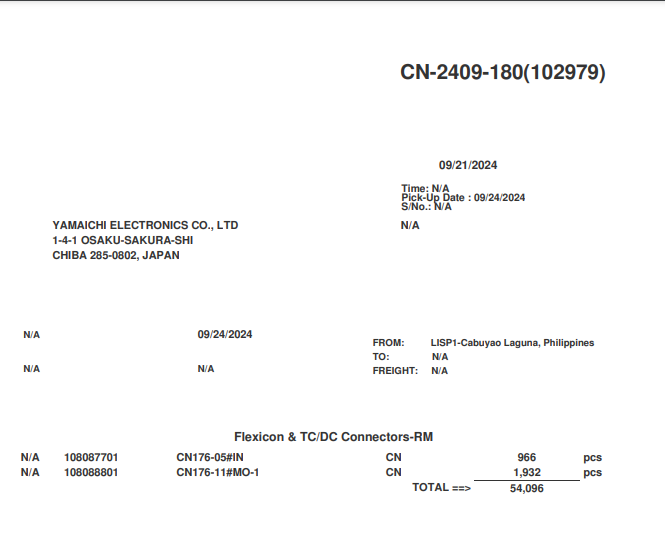 CN-2409-180(102979)
09/21/2024
Time: N/A
Pick-Up Date : 09/24/2024
S/No.: N/A
YAMAICHI ELECTRONICS CO., LTD N/A
1-4-1 OSAKU-SAKURA-SHI
CHIBA 285-0802, JAPAN
N/A 09/24/2024
FROM: LISP1-Cabuyao Laguna, Philippines
TO: N/A
N/A N/A FREIGHT: N/A
Flexicon & TC/DC Connectors-RM
N/A 108087701 CN176-05#IN CN 966 pcs
N/A 108088801 CN176-11#MO-1 CN 1,932 pcs
TOTAL ==> 54,096